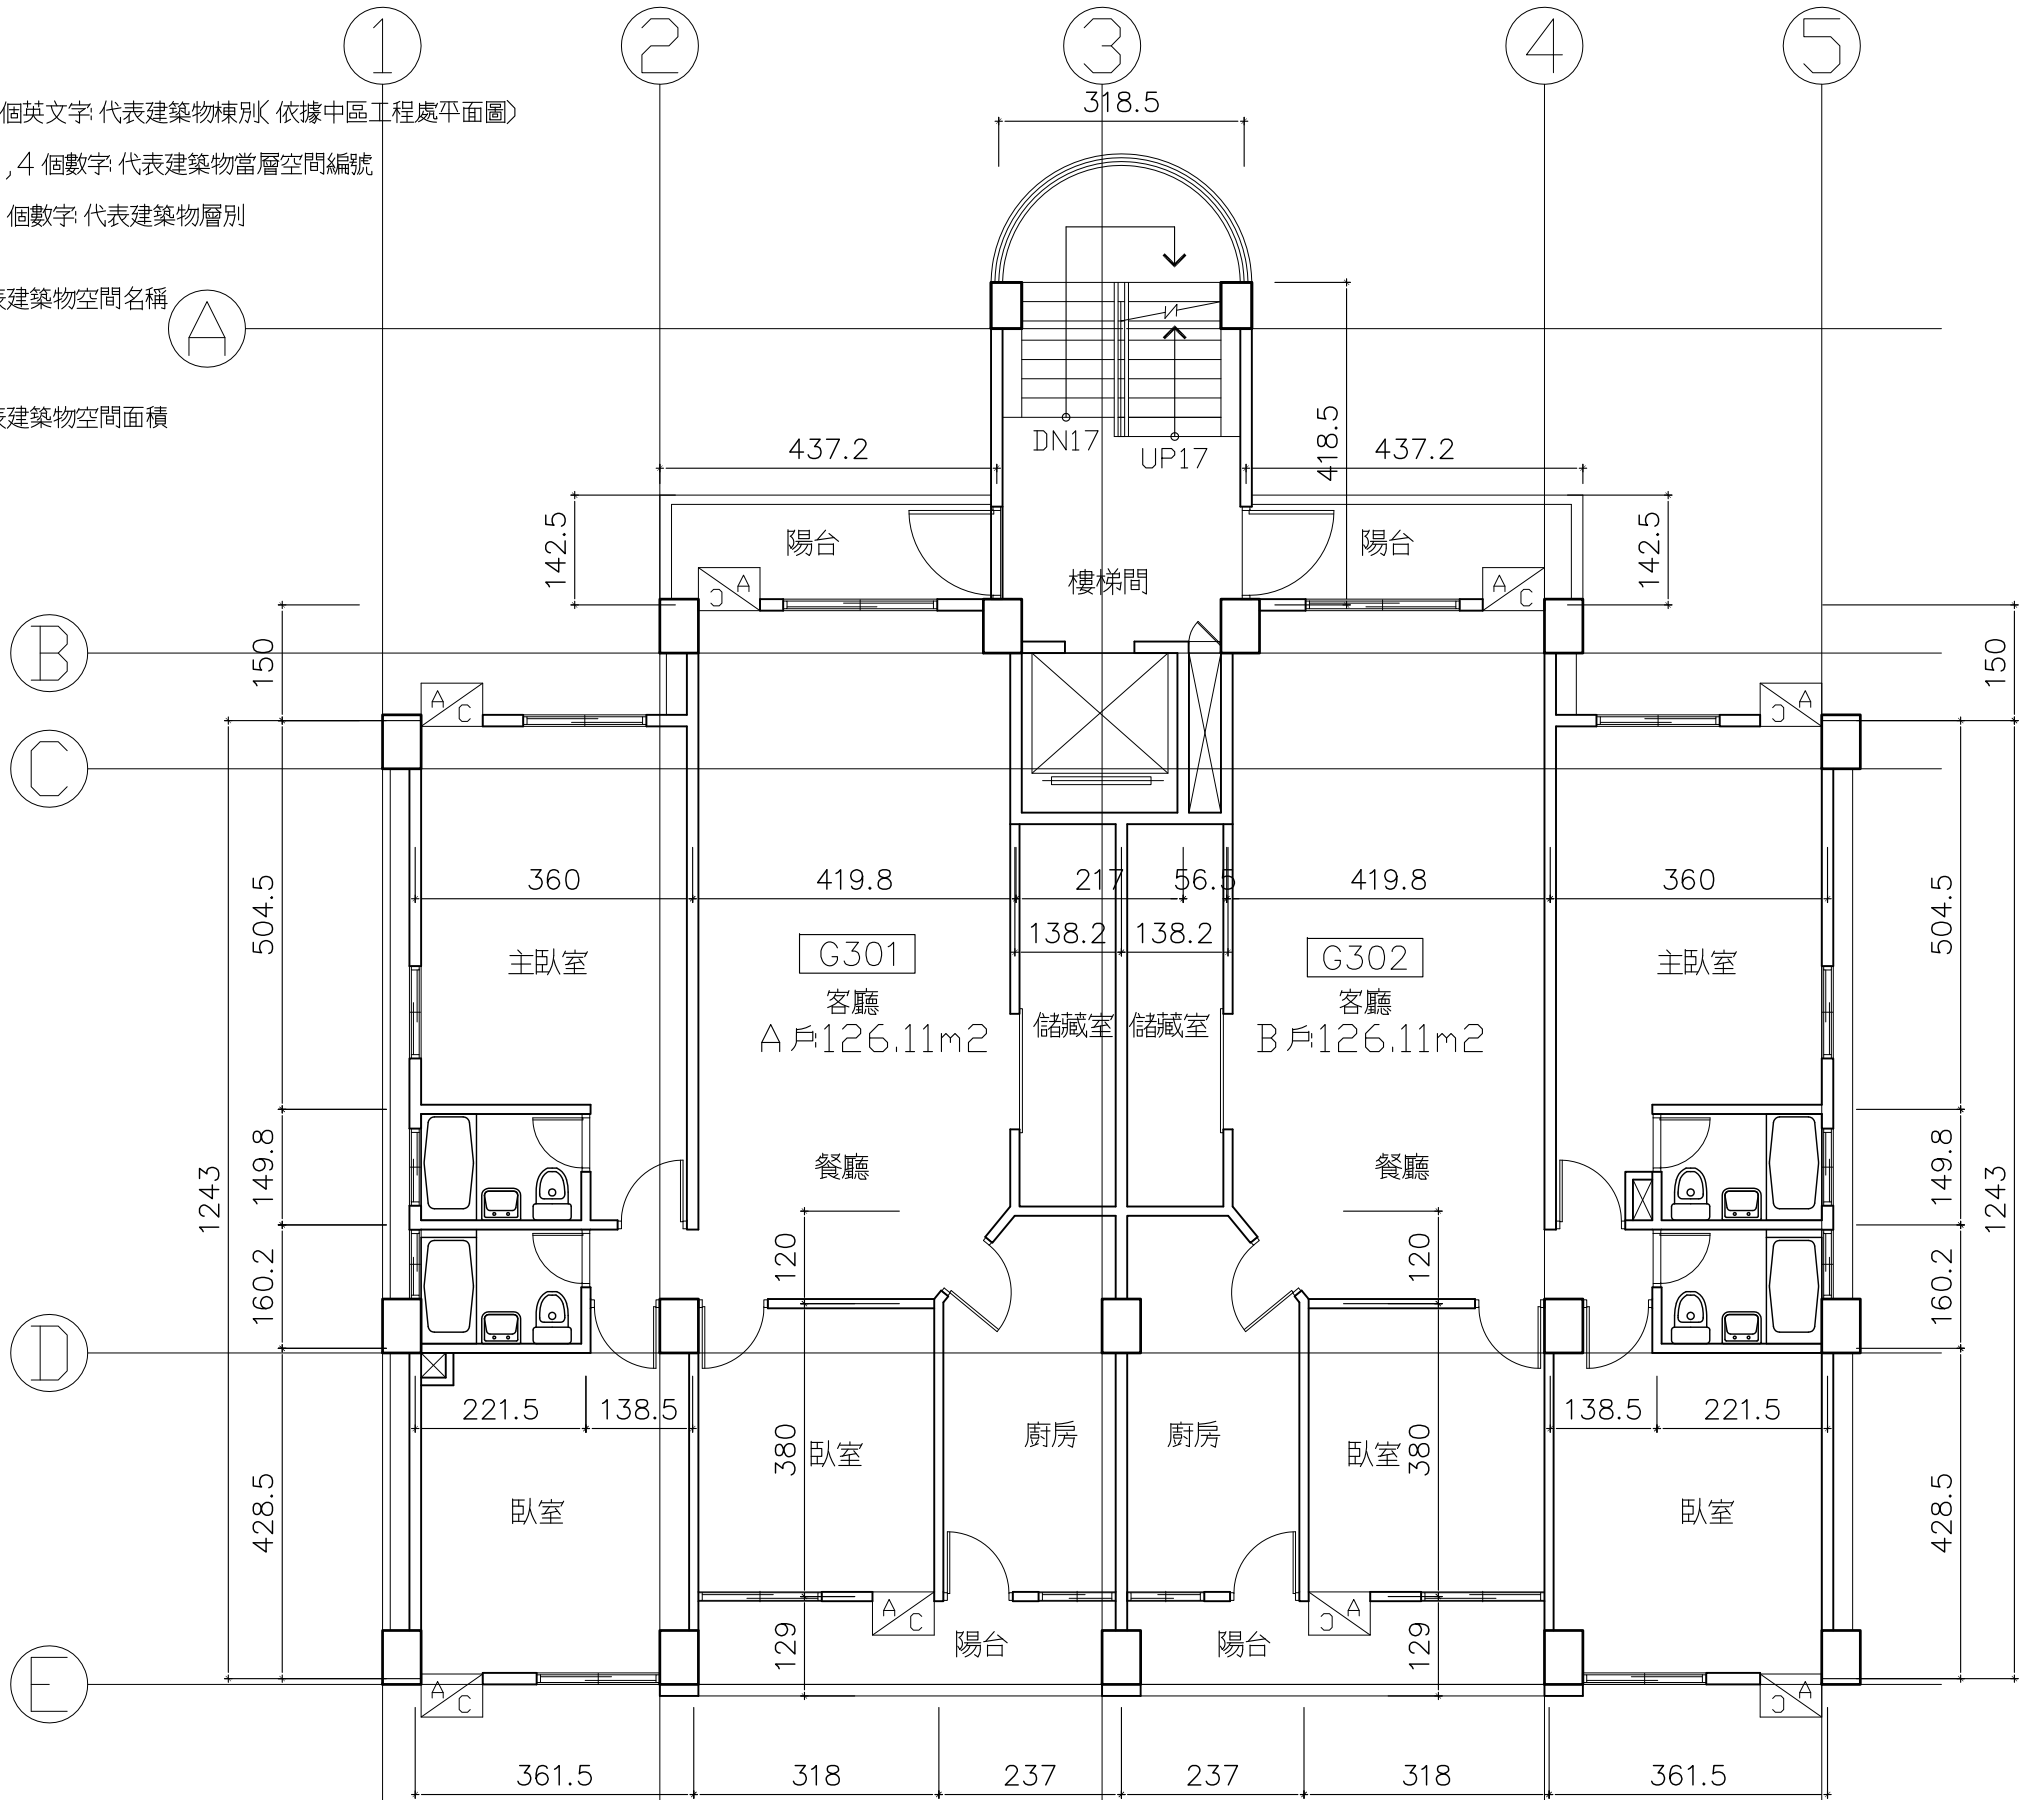 1
2
3
4
5
318.5
個英文字:代表建築物棟別(依據中區工程處平面圖)
,4個數字:代表建築物當層空間編號
個數字:代表建築物層別
表建築物空間名稱
A
表建築物空間面積
DN17
UP17
418.5
437.2
437.2
142.5
陽台
陽台
142.5
樓梯間
A
C
A
C
B
150
150
A
C
A
C
C
504.5
360
419.8
217
56.5
419.8
360
504.5
138.2
138.2
主臥室
G301
G302
主臥室
客廳
客廳
儲藏室
儲藏室
A戶:126.11m2
B戶:126.11m2
149.8
餐廳
餐廳
149.8
1243
1243
160.2
120
120
160.2
D
221.5
138.5
138.5
221.5
380
臥室
廚房
廚房
臥室
380
428.5
臥室
臥室
428.5
A
C
A
C
129
陽台
陽台
129
E
A
C
A
C
361.5
318
237
237
318
361.5